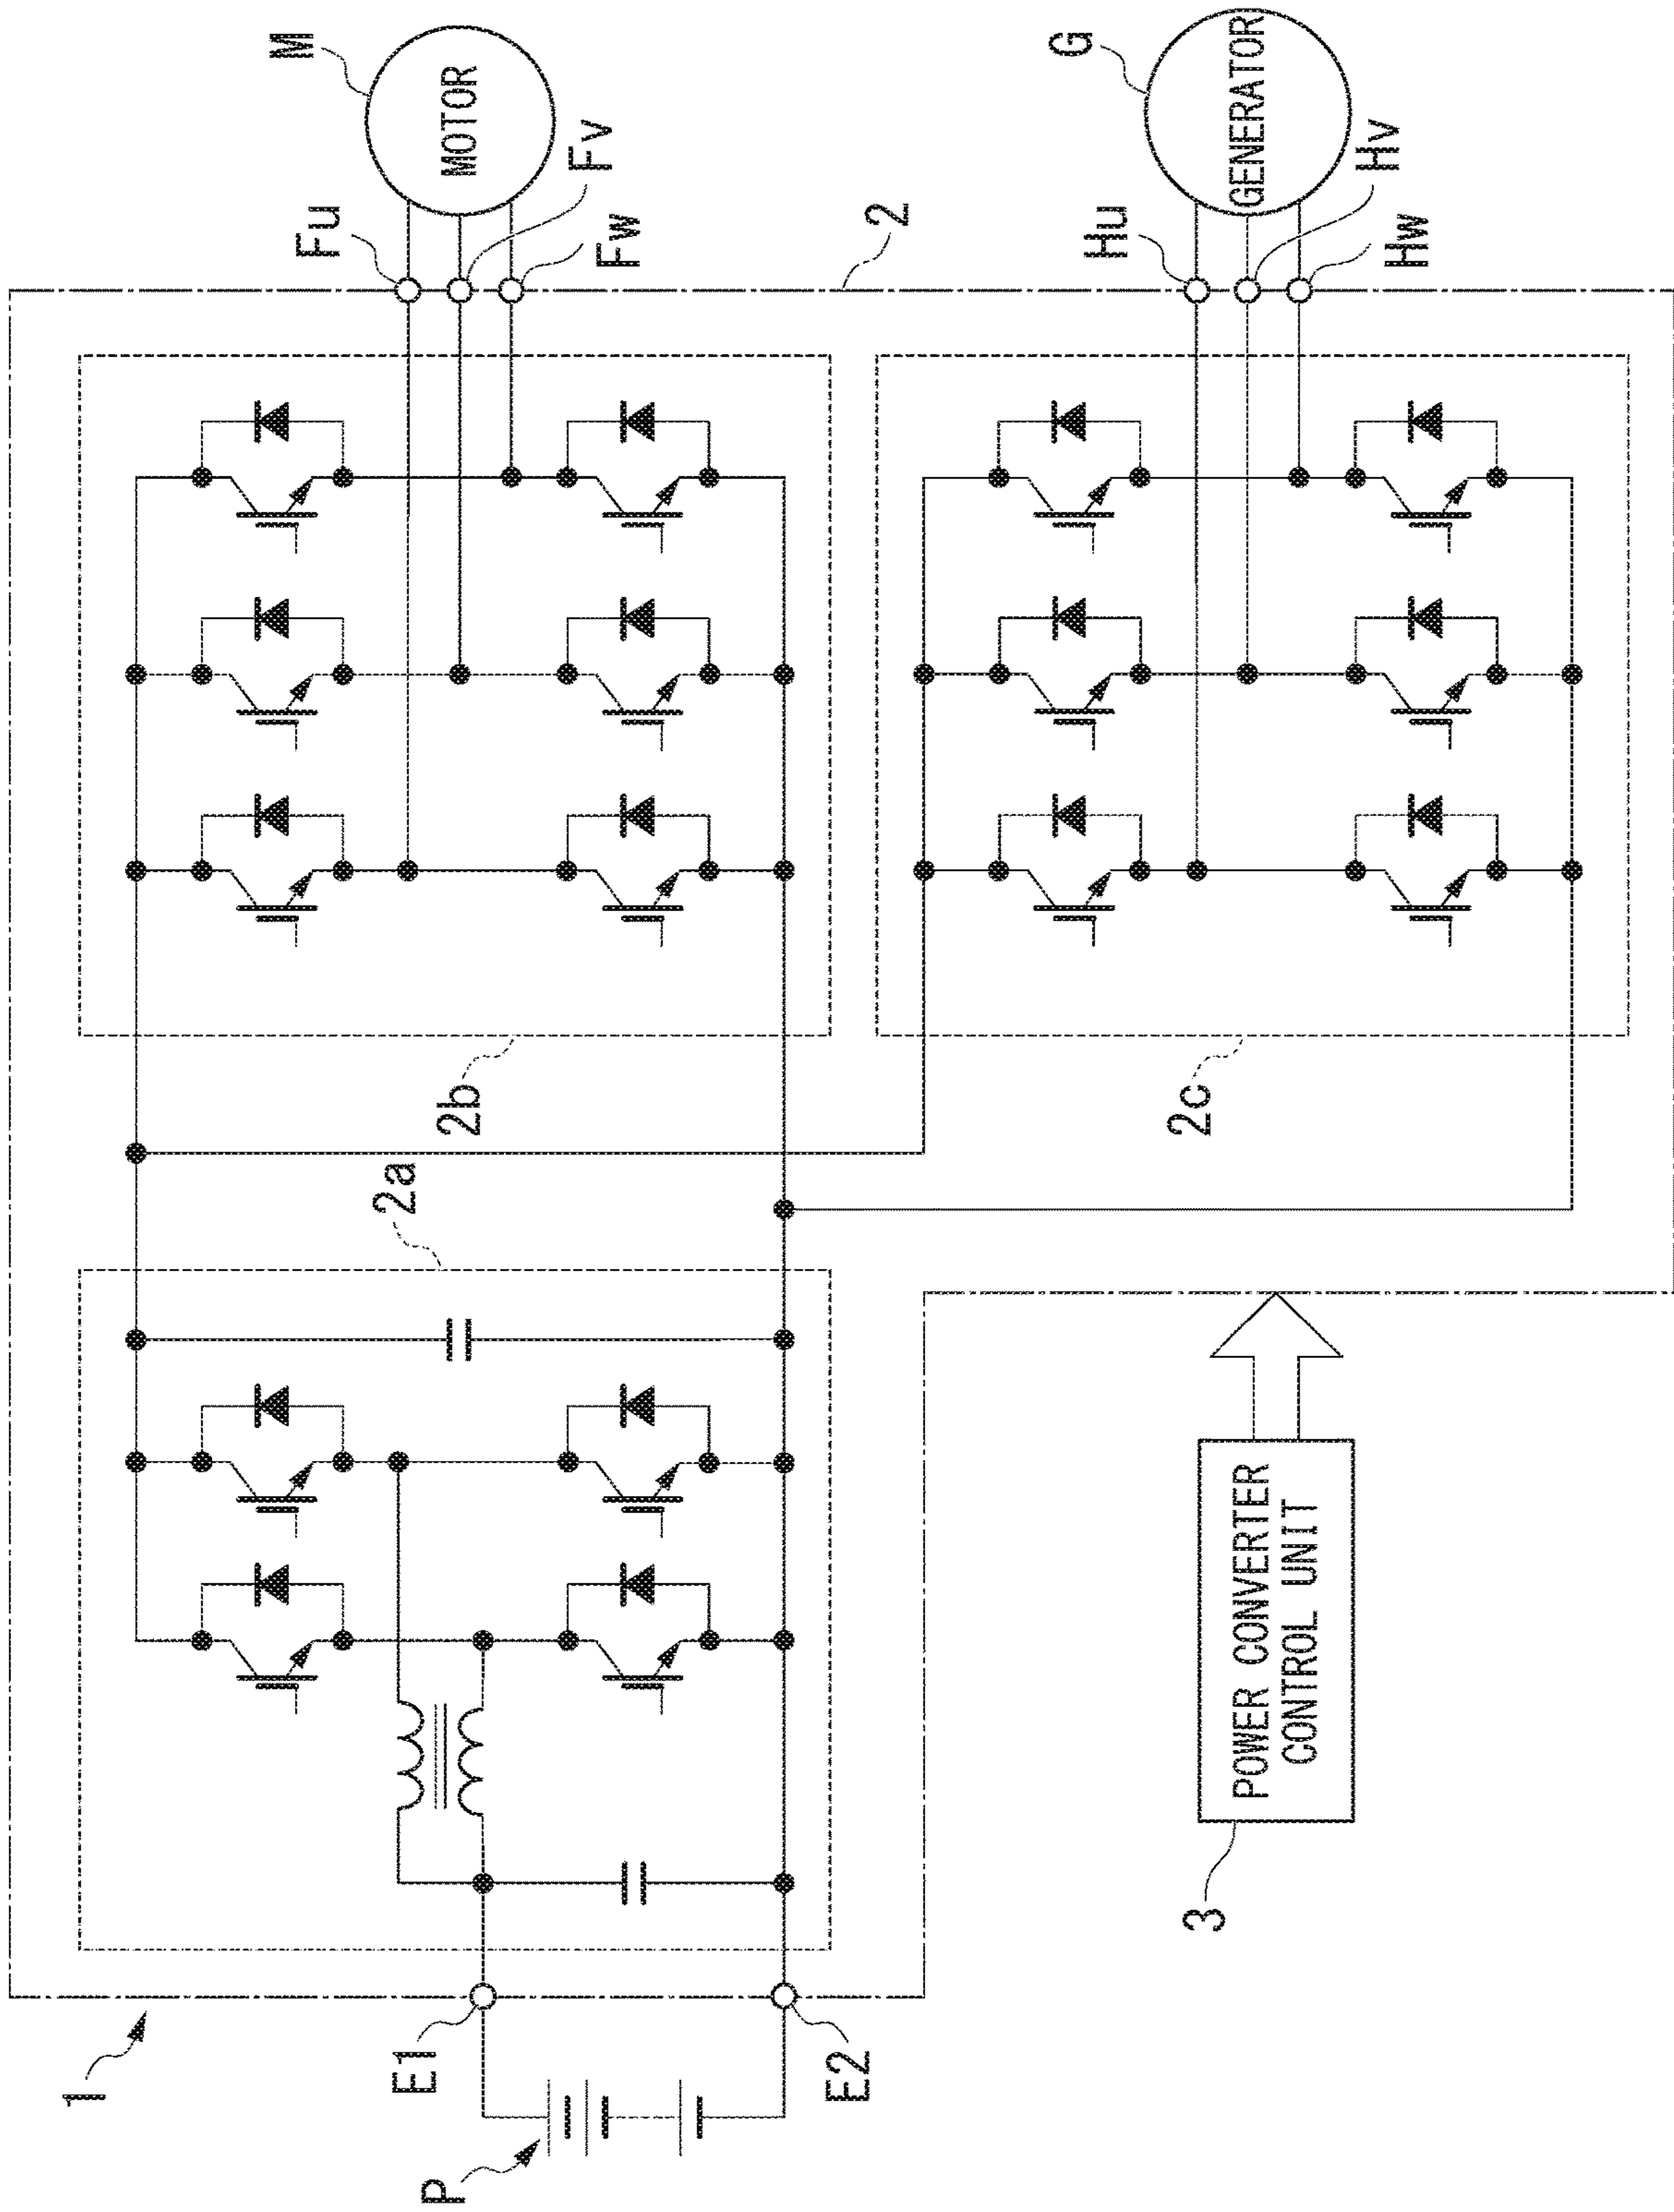 1
P
E1
E2
2a
2b
2c
2
Fu
Fv
Fw
M
MOTOR
Hu
Hv
Hw
G
GENERATOR
3
POWER CONVERTER
CONTROL UNIT